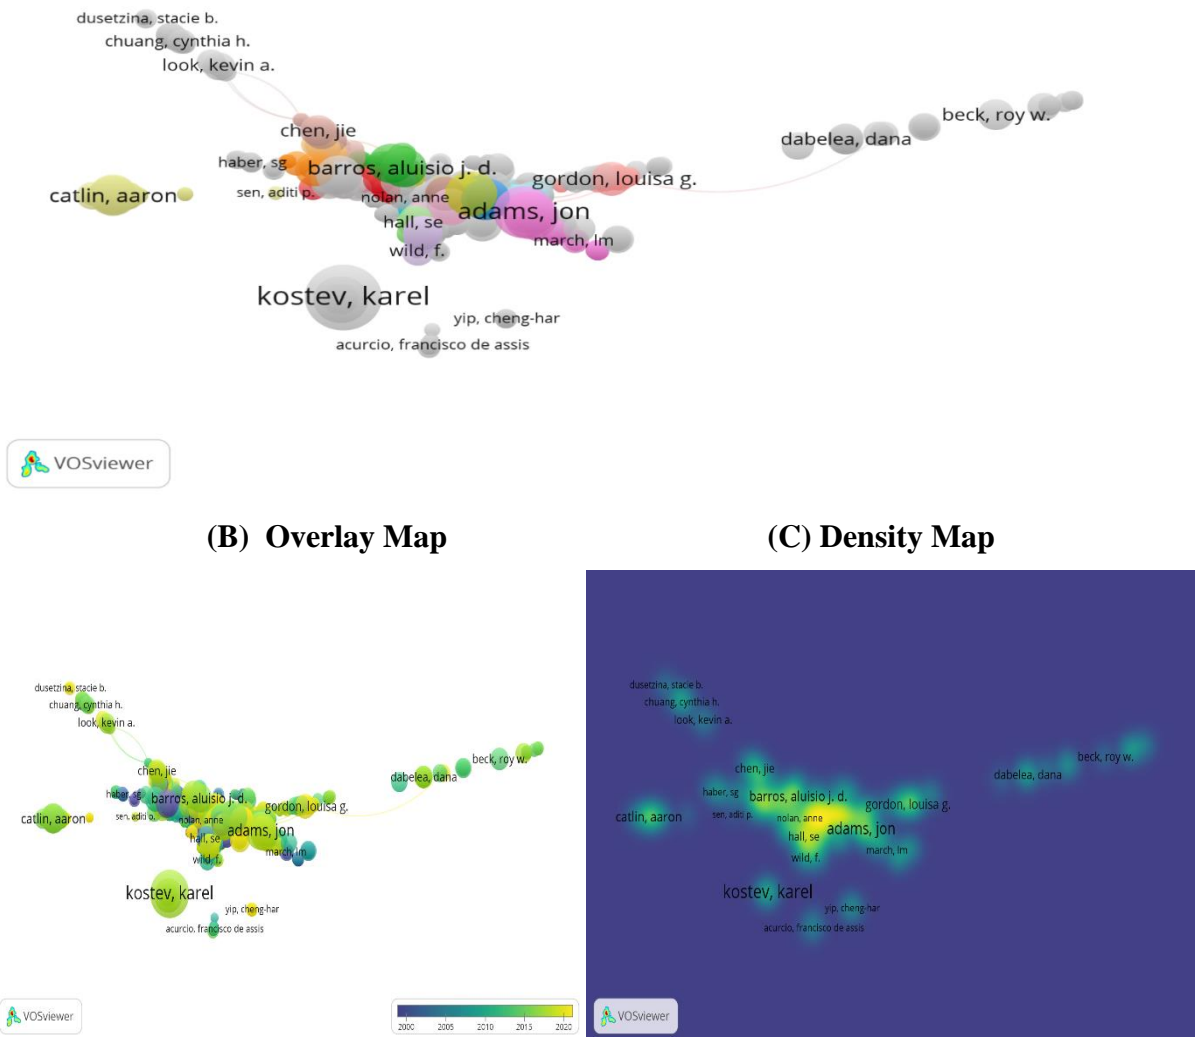 dusetzina, stacie b.
chuang, cynthia h.
look, kevin a.
beck, roy w.
chen, jie
dabelea, dana
haber, sg
barros, aluisio j. d.
gordon, louisa g.
catlin, aaron
sen, aditi p.
nolan, anne
adams, jon
hall, se
march, lm
wild, f.
kostev, karel
yip, cheng-har
acurcio, francisco de assis
VOSviewer
(B) Overlay Map
(C) Density Map
dusetzina, stacie b.
chuang, cynthia h.
look, kevin a.
beck, roy w.
chen, jie
dabelea, dana
haber, sg
barros, aluisio j. d.
gordon, louisa g.
catlin, aaron
sen, aditi p.
nolan, anne
adams, jon
hall, se
march, lm
wild, f.
kostev, karel
yip, cheng-har
acurcio, francisco de assis
VOSviewer
2000 2005 2010 2015 2020
dusetzina, stacie b.
chuang, cynthia h.
look, kevin a.
beck, roy w.
chen, jie
dabelea, dana
haber, sg
barros, aluisio j. d.
gordon, louisa g.
catlin, aaron
sen, aditi p.
nolan, anne
adams, jon
hall, se
march, lm
wild, f.
kostev, karel
yip, cheng-har
acurcio, francisco de assis
VOSviewer